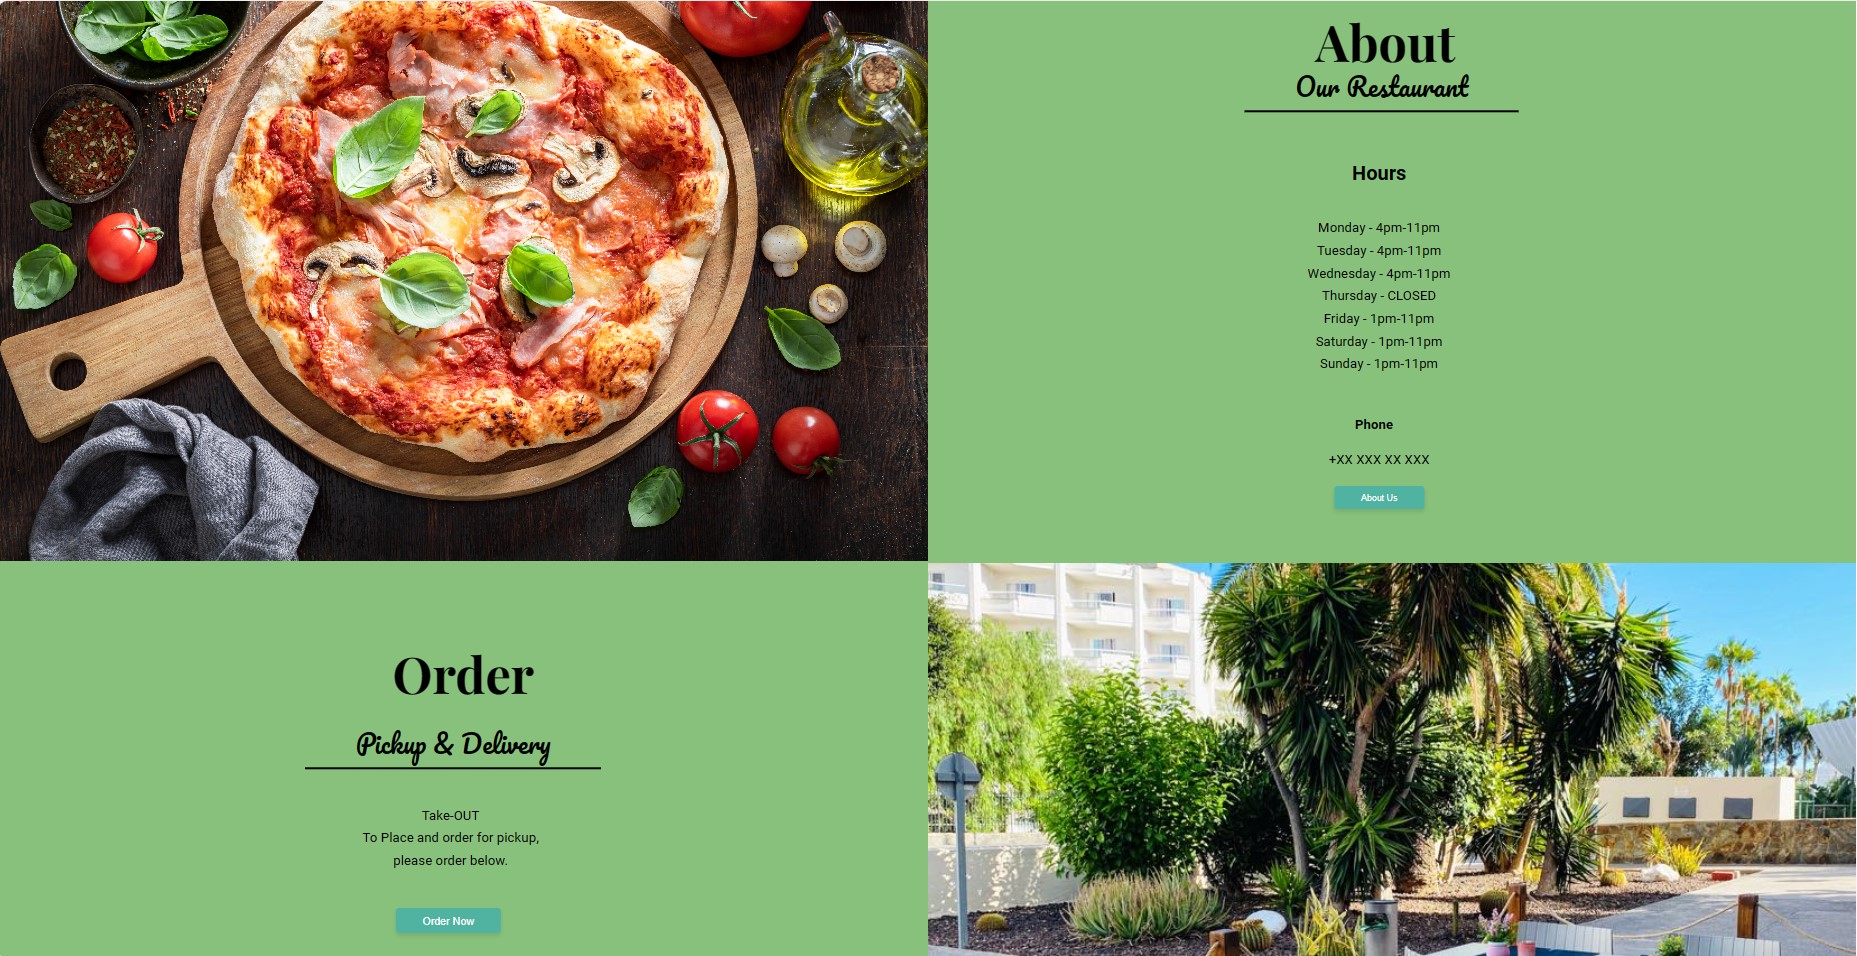 About
Our Restaurant
Hours
Monday - 4pm-11pm
Tuesday - 4pm-11pm
Wednesday - 4pm-11pm
Thursday - CLOSED
Friday - 1pm-11pm
Saturday - 1pm-11pm
Sunday - 1pm-11pm
Phone
+XX XXX XX XXX
About Us
Order
Pickup & Delivery
Take-OUT
To Place and order for pickup,
please order below.
Order Now